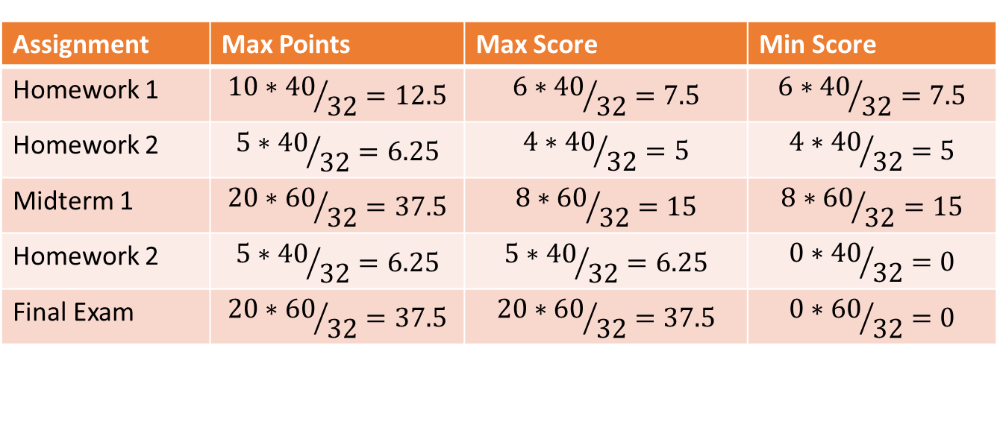 Assignment Max Points Max Score Min Score
Homework 1 10 * 40/32 = 12.5 6 * 40/32 = 7.5 6 * 40/32 = 7.5
Homework 2 5 * 40/32 = 6.25 4 * 40/32 = 5 4 * 40/32 = 5
Midterm 1 20 * 60/32 = 37.5 8 * 60/32 = 15 8 * 60/32 = 15
Homework 2 5 * 40/32 = 6.25 5 * 40/32 = 6.25 0 * 40/32 = 0
Final Exam 20 * 60/32 = 37.5 20 * 60/32 = 37.5 0 * 60/32 = 0